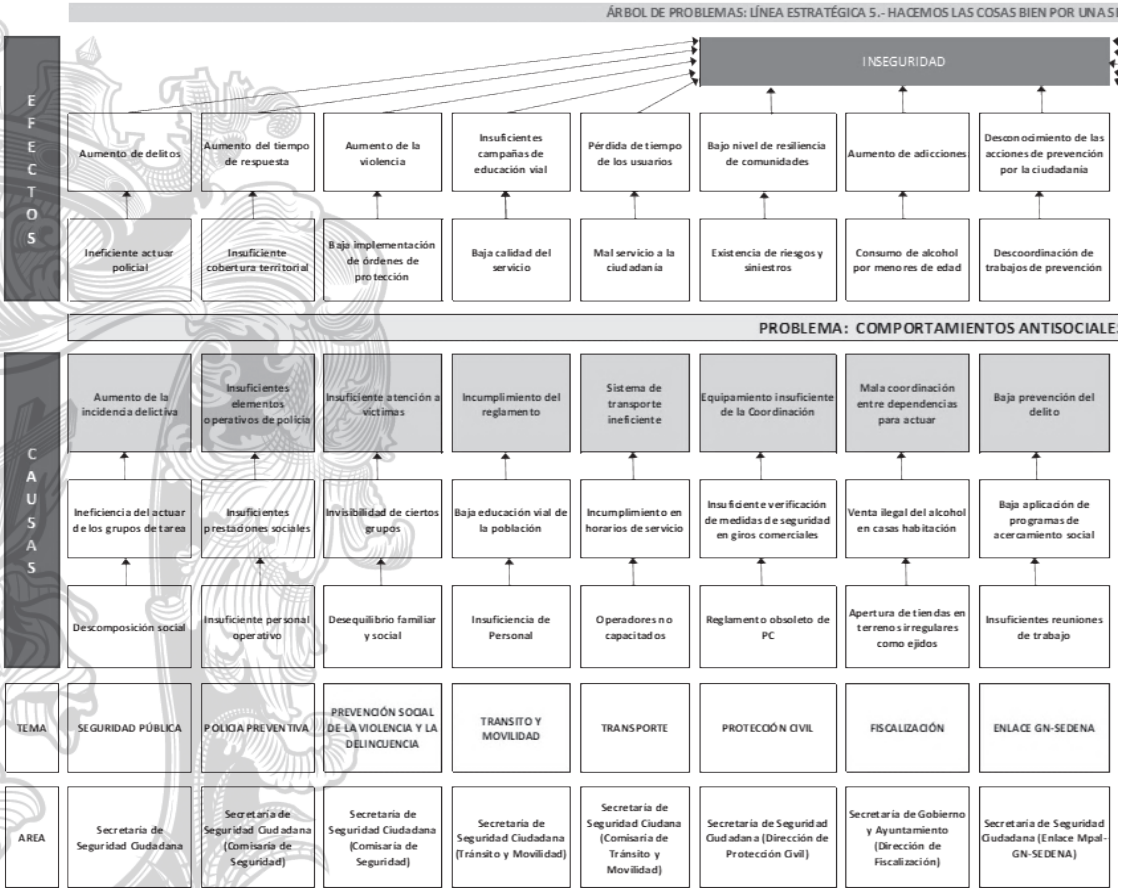 ÁRBOL DE PROBLEMAS: LÍNEA ESTRATÉGICA 5.- HACEMOS LAS COSAS BIEN POR UNA
EFECTOS
INSEGURIDAD
Aumento de delitos
Aumento del tiempo
de respuesta
Aumento de la
violencia
Insuficientes
campañas de
educación vial
Pérdida de tiempo
de los usuarios
Bajo nivel de resiliencia
de comunidades
Aumento de adicciones
Desconocimiento de las
acciones de prevención
por la ciudadanía
Ineficiente actuar
policial
Insuficiente
cobertura territorial
Baja implementación
de órdenes de
protección
Baja calidad del
servicio
Mal servicio a la
ciudadanía
Existencia de riesgos y
siniestros
Consumo de alcohol
por menores de edad
Descoordinación de
trabajos de prevención
PROBLEMA: COMPORTAMIENTOS ANTISOCIALE
CAUSAS
Aumento de la
incidencia delictiva
Insuficientes
elementos
operativos de policía
Insuficiente atención a
víctimas
Incumplimiento del
reglamento
Sistema de
transporte
ineficiente
Equipamiento insuficiente
de la Coordinación
Mala coordinación
entre dependencias
para actuar
Baja prevención del
delito
Ineficiencia del actuar
de los grupos de tarea
Insuficientes
prestaciones sociales
Invisibilidad de ciertos
grupos
Baja educación vial de
la población
Incumplimiento en
horarios de servicio
Insuficiente verificación
de medidas de seguridad
en giros comerciales
Venta ilegal del alcohol
en casas habitación
Baja aplicación de
programas de
acercamiento social
Descomposición social
Insuficiente personal
operativo
Desequilibrio familiar
y social
Insuficiencia de
Personal
Operadores no
capacitados
Reglamento obsoleto de
PC
Apertura de tiendas en
terrenos irregulares
como ejidos
Insuficientes reuniones
de trabajo
TEMA
SEGURIDAD PÚBLICA
POLICIA PREVENTIVA
PREVENCIÓN SOCIAL
DE LA VIOLENCIA Y LA
DELINCUENCIA
TRANSITO Y
MOVILIDAD
TRANSPORTE
PROTECCIÓN CIVIL
FISCALIZACIÓN
ENLACE GN-SEDENA
AREA
Secretaría de
Seguridad Ciudadana
Secretaría de
Seguridad Ciudadana
(Comisaría de
Seguridad)
Secretaría de
Seguridad Ciudadana
(Comisaría de
Seguridad)
Secretaría de
Seguridad Ciudadana
(Tránsito y Movilidad)
Secretaría de
Seguridad Ciudana
(Comisaría de
Tránsito y
Movilidad)
Secretaría de Seguridad
Ciudadana (Dirección de
Protección Civil)
Secretaría de Gobierno
y Ayuntamiento
(Dirección de
Fiscalización)
Secretaría de Seguridad
Ciudadana (Enlace Mpal-
GN-SEDENA)